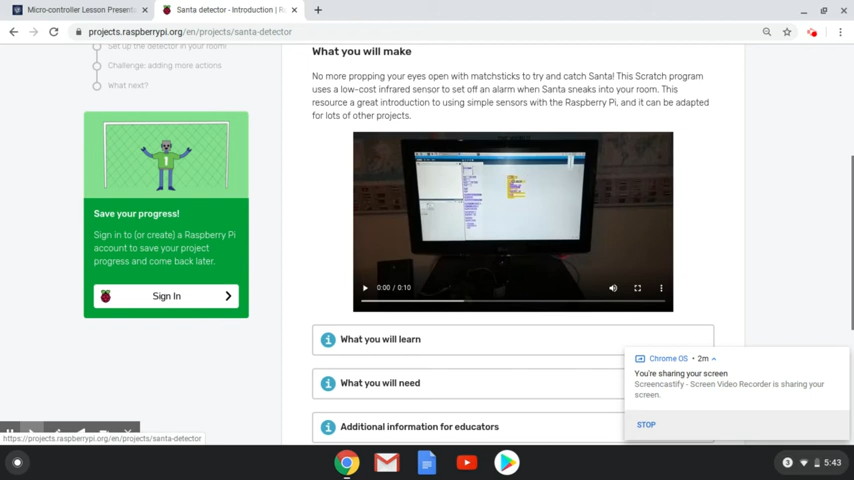 Micro-controller Lesson Presenta
Santa detector - Introduction | R
projects.raspberrypi.org/en/projects/santa-detector
Set up the detector in your room!
Challenge: adding more actions
What next?
1
Save your progress!
Sign in to (or create) a Raspberry Pi
account to save your project
progress and come back later.
Sign In
What you will make
No more propping your eyes open with matchsticks to try and catch Santa! This Scratch program
uses a low-cost infrared sensor to set off an alarm when Santa sneaks into your room. This
resource a great introduction to using simple sensors with the Raspberry Pi, and it can be adapted
for lots of other projects.
0:00 / 0:10
What you will learn
What you will need
Additional information for educators
Chrome OS • 2m
You're sharing your screen
Screencastify - Screen Video Recorder is sharing your
screen.
STOP
https://projects.raspberrypi.org/en/projects/santa-detector
3
5:43